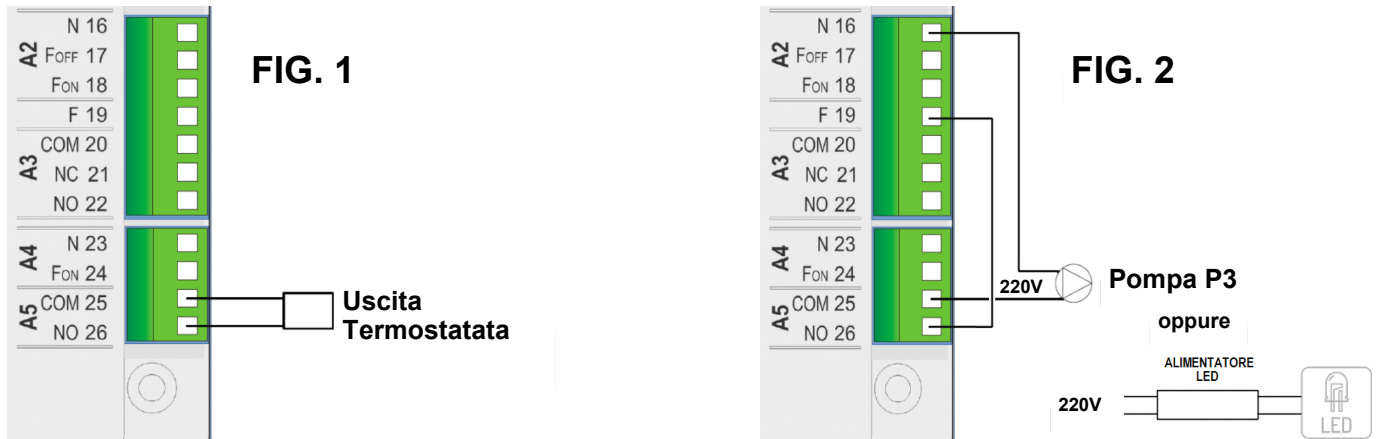 FIG. 1
A2
N 16
FOFF 17
FON 18
F 19
A3
COM 20
NC 21
NO 22
A4
N 23
FON 24
A5
COM 25
NO 26
Uscita
Termostatata
FIG. 2
A2
N 16
FOFF 17
FON 18
F 19
A3
COM 20
NC 21
NO 22
A4
N 23
FON 24
A5
COM 25
NO 26
220V
Pompa P3
oppure
ALIMENTATORE
LED
220V
LED